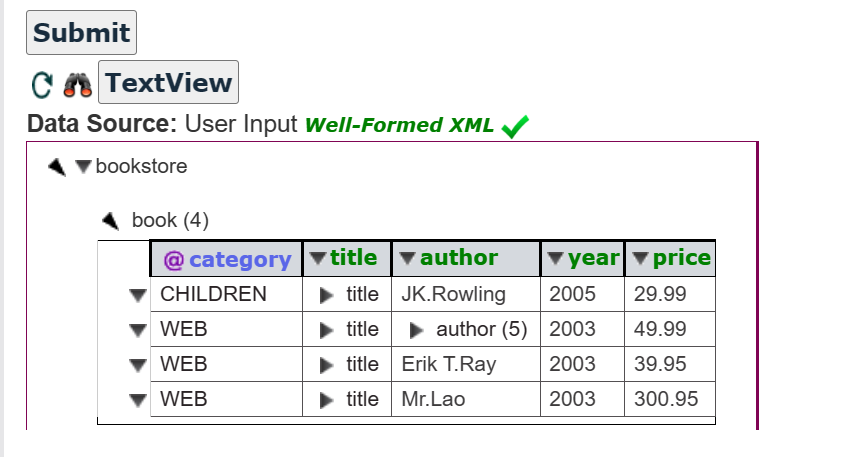 Submit
TextView
Data Source: User Input Well-Formed XML
bookstore
book (4)
@ category title author year price
CHILDREN title JK.Rowling 2005 29.99
WEB title author (5) 2003 49.99
WEB title Erik T.Ray 2003 39.95
WEB title Mr.Lao 2003 300.95